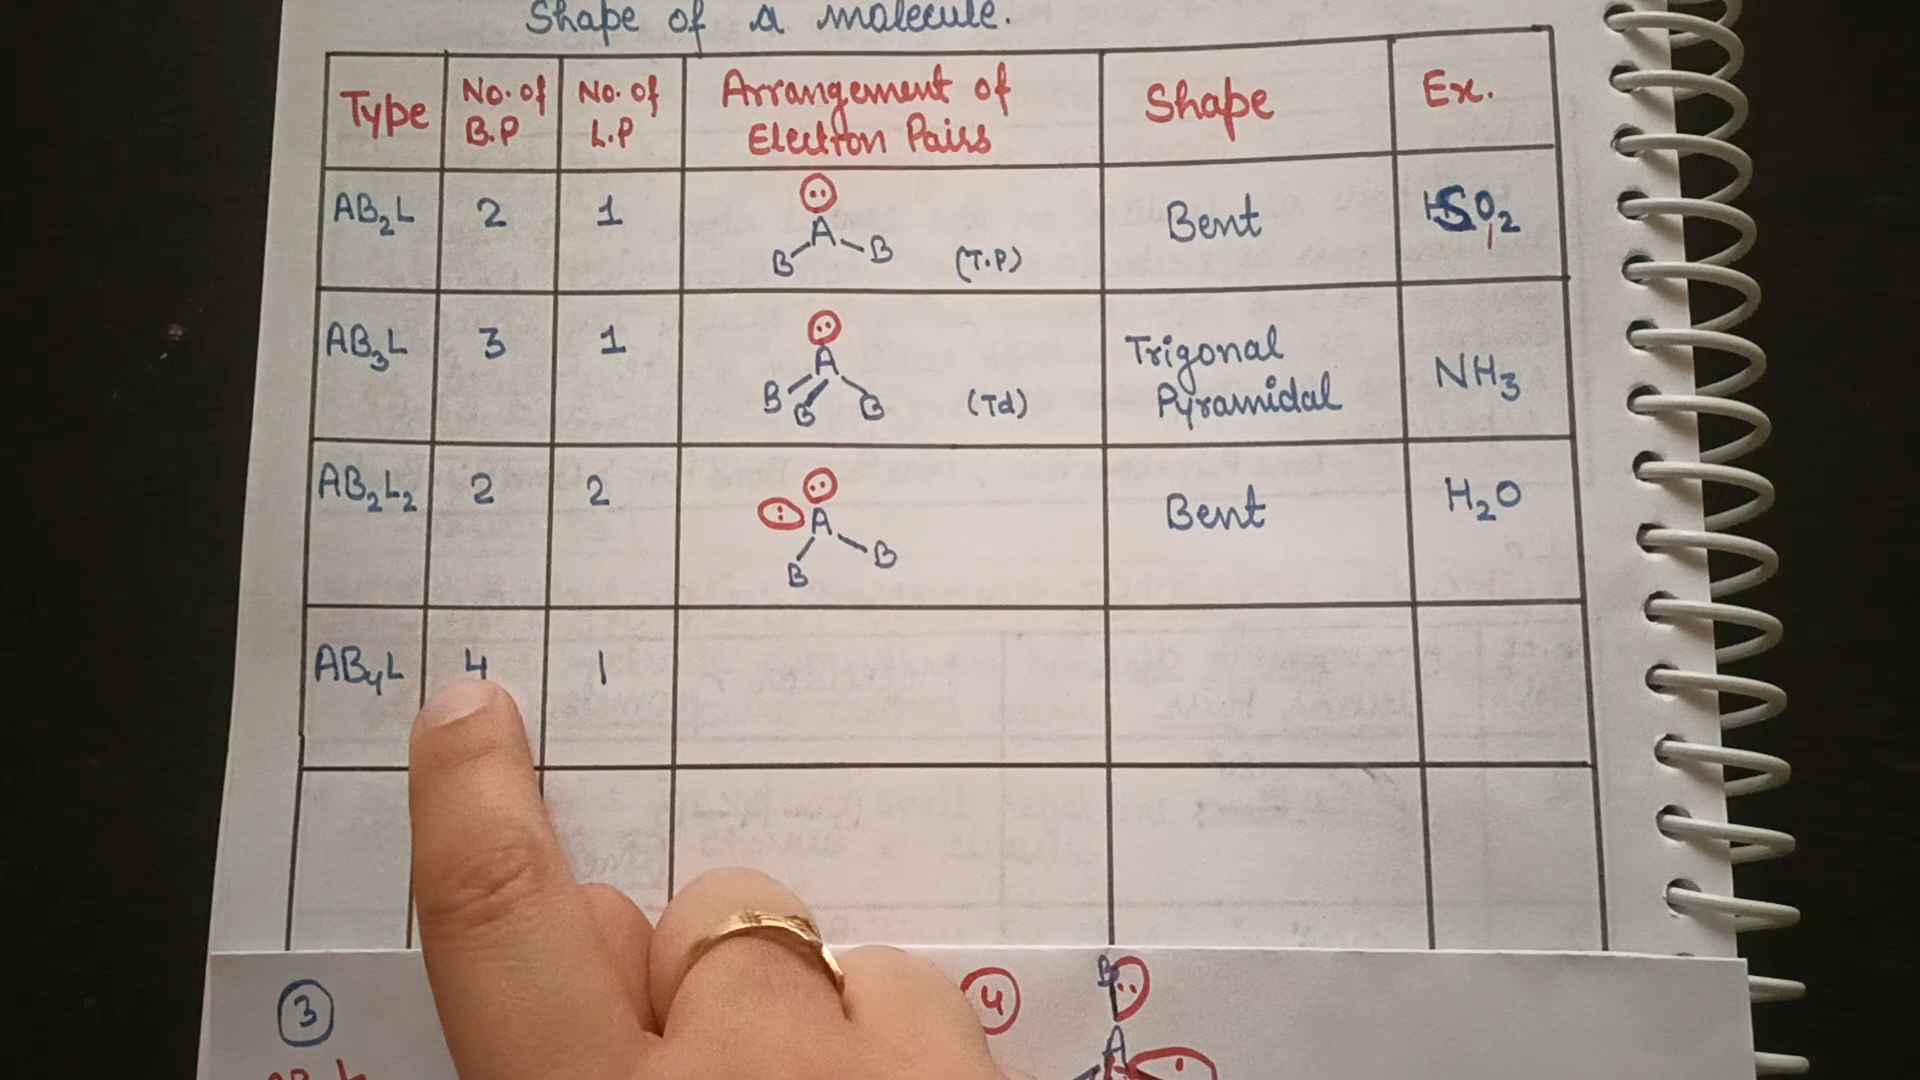 Shape of a molecule.
Type
No. of B.P
No. of L.P
Arrangement of Electron Pairs
Shape
Ex.
AB₂L
2
1
A
B
B
(T.P)
Bent
SO₂
AB₃L
3
1
A
B
B
B
(Td)
Trigonal
Pyramidal
NH₃
AB₂L₂
2
2
A
B
B
Bent
H₂O
AB₄L
4
1
3
4
B
A